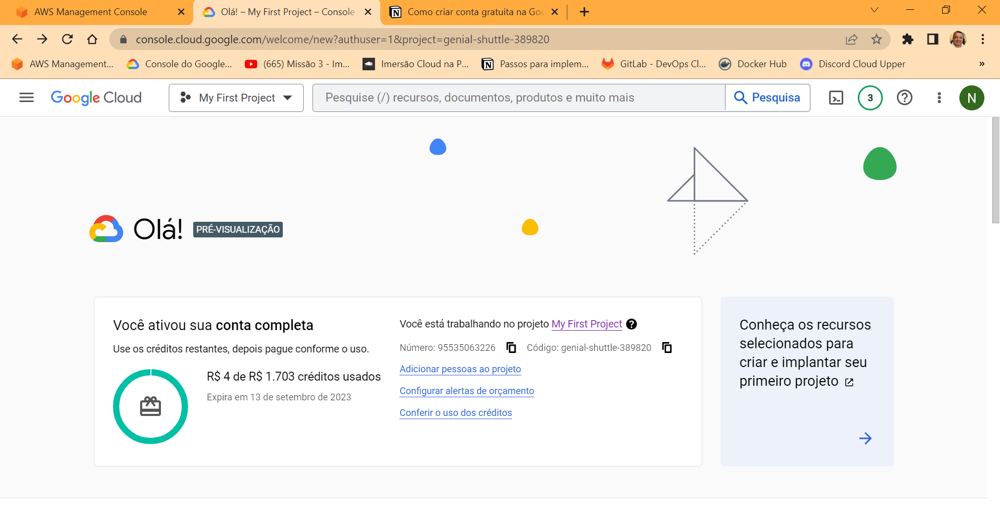 AWS Management Console
Olá! – My First Project – Console
Como criar conta gratuita na Goo
console.cloud.google.com/welcome/new?authuser=1&project=genial-shuttle-389820
AWS Management...
Console do Google...
(665) Missão 3 - Im...
Imersão Cloud na P...
Passos para implem...
GitLab - DevOps Cl...
Docker Hub
Discord Cloud Upper
»
Google Cloud
My First Project
Pesquise (/) recursos, documentos, produtos e muito mais
Pesquisa
3
N
Olá!
PRÉ-VISUALIZAÇÃO
Você ativou sua conta completa
Use os créditos restantes, depois pague conforme o uso.
R$ 4 de R$ 1.703 créditos usados
Expira em 13 de setembro de 2023
Você está trabalhando no projeto My First Project
Número: 95535063226
Código: genial-shuttle-389820
Adicionar pessoas ao projeto
Configurar alertas de orçamento
Conferir o uso dos créditos
Conheça os recursos
selecionados para
criar e implantar seu
primeiro projeto